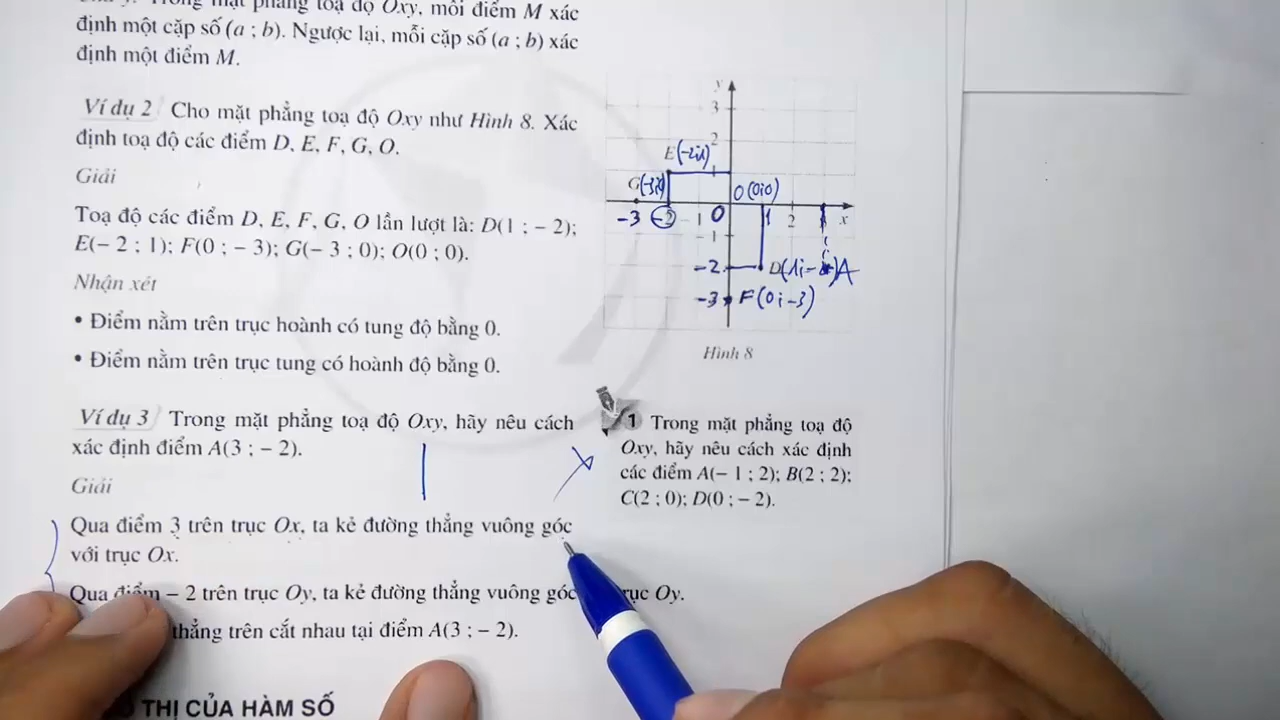 mặt phẳng toạ độ Oxy, mỗi điểm M xác
định một cặp số (a ; b). Ngược lại, mỗi cặp số (a ; b) xác
định một điểm M.
Ví dụ 2 Cho mặt phẳng toạ độ Oxy như Hình 8. Xác
định toạ độ các điểm D, E, F, G, O.
Giải
Toạ độ các điểm D, E, F, G, O lần lượt là: D(1 ; – 2);
E(– 2 ; 1); F(0 ; – 3); G(– 3 ; 0); O(0 ; 0).
Nhận xét
• Điểm nằm trên trục hoành có tung độ bằng 0.
• Điểm nằm trên trục tung có hoành độ bằng 0.
Ví dụ 3 Trong mặt phẳng toạ độ Oxy, hãy nêu cách
xác định điểm A(3 ; – 2).
Giải
Qua điểm 3 trên trục Ox, ta kẻ đường thẳng vuông góc
với trục Ox.
Qua điểm – 2 trên trục Oy, ta kẻ đường thẳng vuông góc trục Oy.
thẳng trên cắt nhau tại điểm A(3 ; – 2).
THỊ CỦA HÀM SỐ
y
3
2
E(-2;1)
1
G(-3;0) O(0;0)
-3 -2 -1 O 1 2 x
-1
-2 D(1;- A
-3 F(0;-3)
Hình 8
1 Trong mặt phẳng toạ độ
Oxy, hãy nêu cách xác định
các điểm A(– 1 ; 2); B(2 ; 2);
C(2 ; 0); D(0 ; – 2).